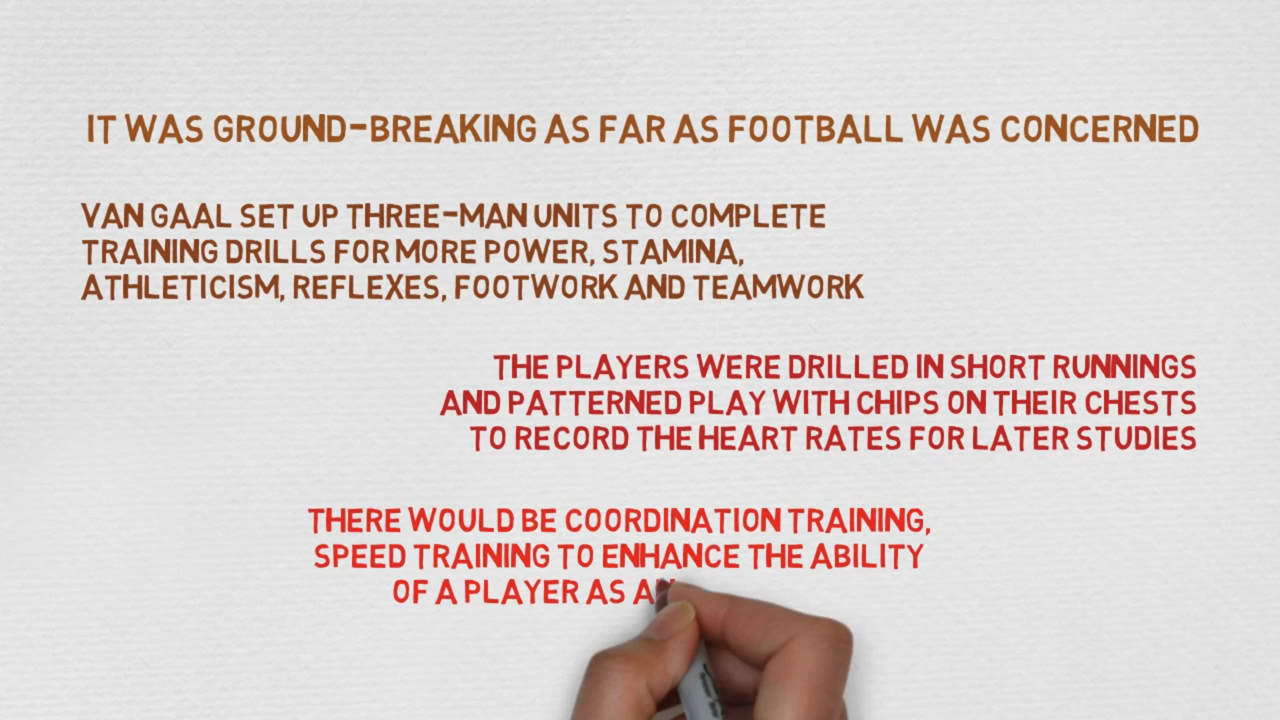 IT WAS GROUND-BREAKING AS FAR AS FOOTBALL WAS CONCERNED
VAN GAAL SET UP THREE-MAN UNITS TO COMPLETE
TRAINING DRILLS FOR MORE POWER, STAMINA,
ATHLETICISM, REFLEXES, FOOTWORK AND TEAMWORK
THE PLAYERS WERE DRILLED IN SHORT RUNNINGS
AND PATTERNED PLAY WITH CHIPS ON THEIR CHESTS
TO RECORD THE HEART RATES FOR LATER STUDIES
THERE WOULD BE COORDINATION TRAINING,
SPEED TRAINING TO ENHANCE THE ABILITY
OF A PLAYER AS